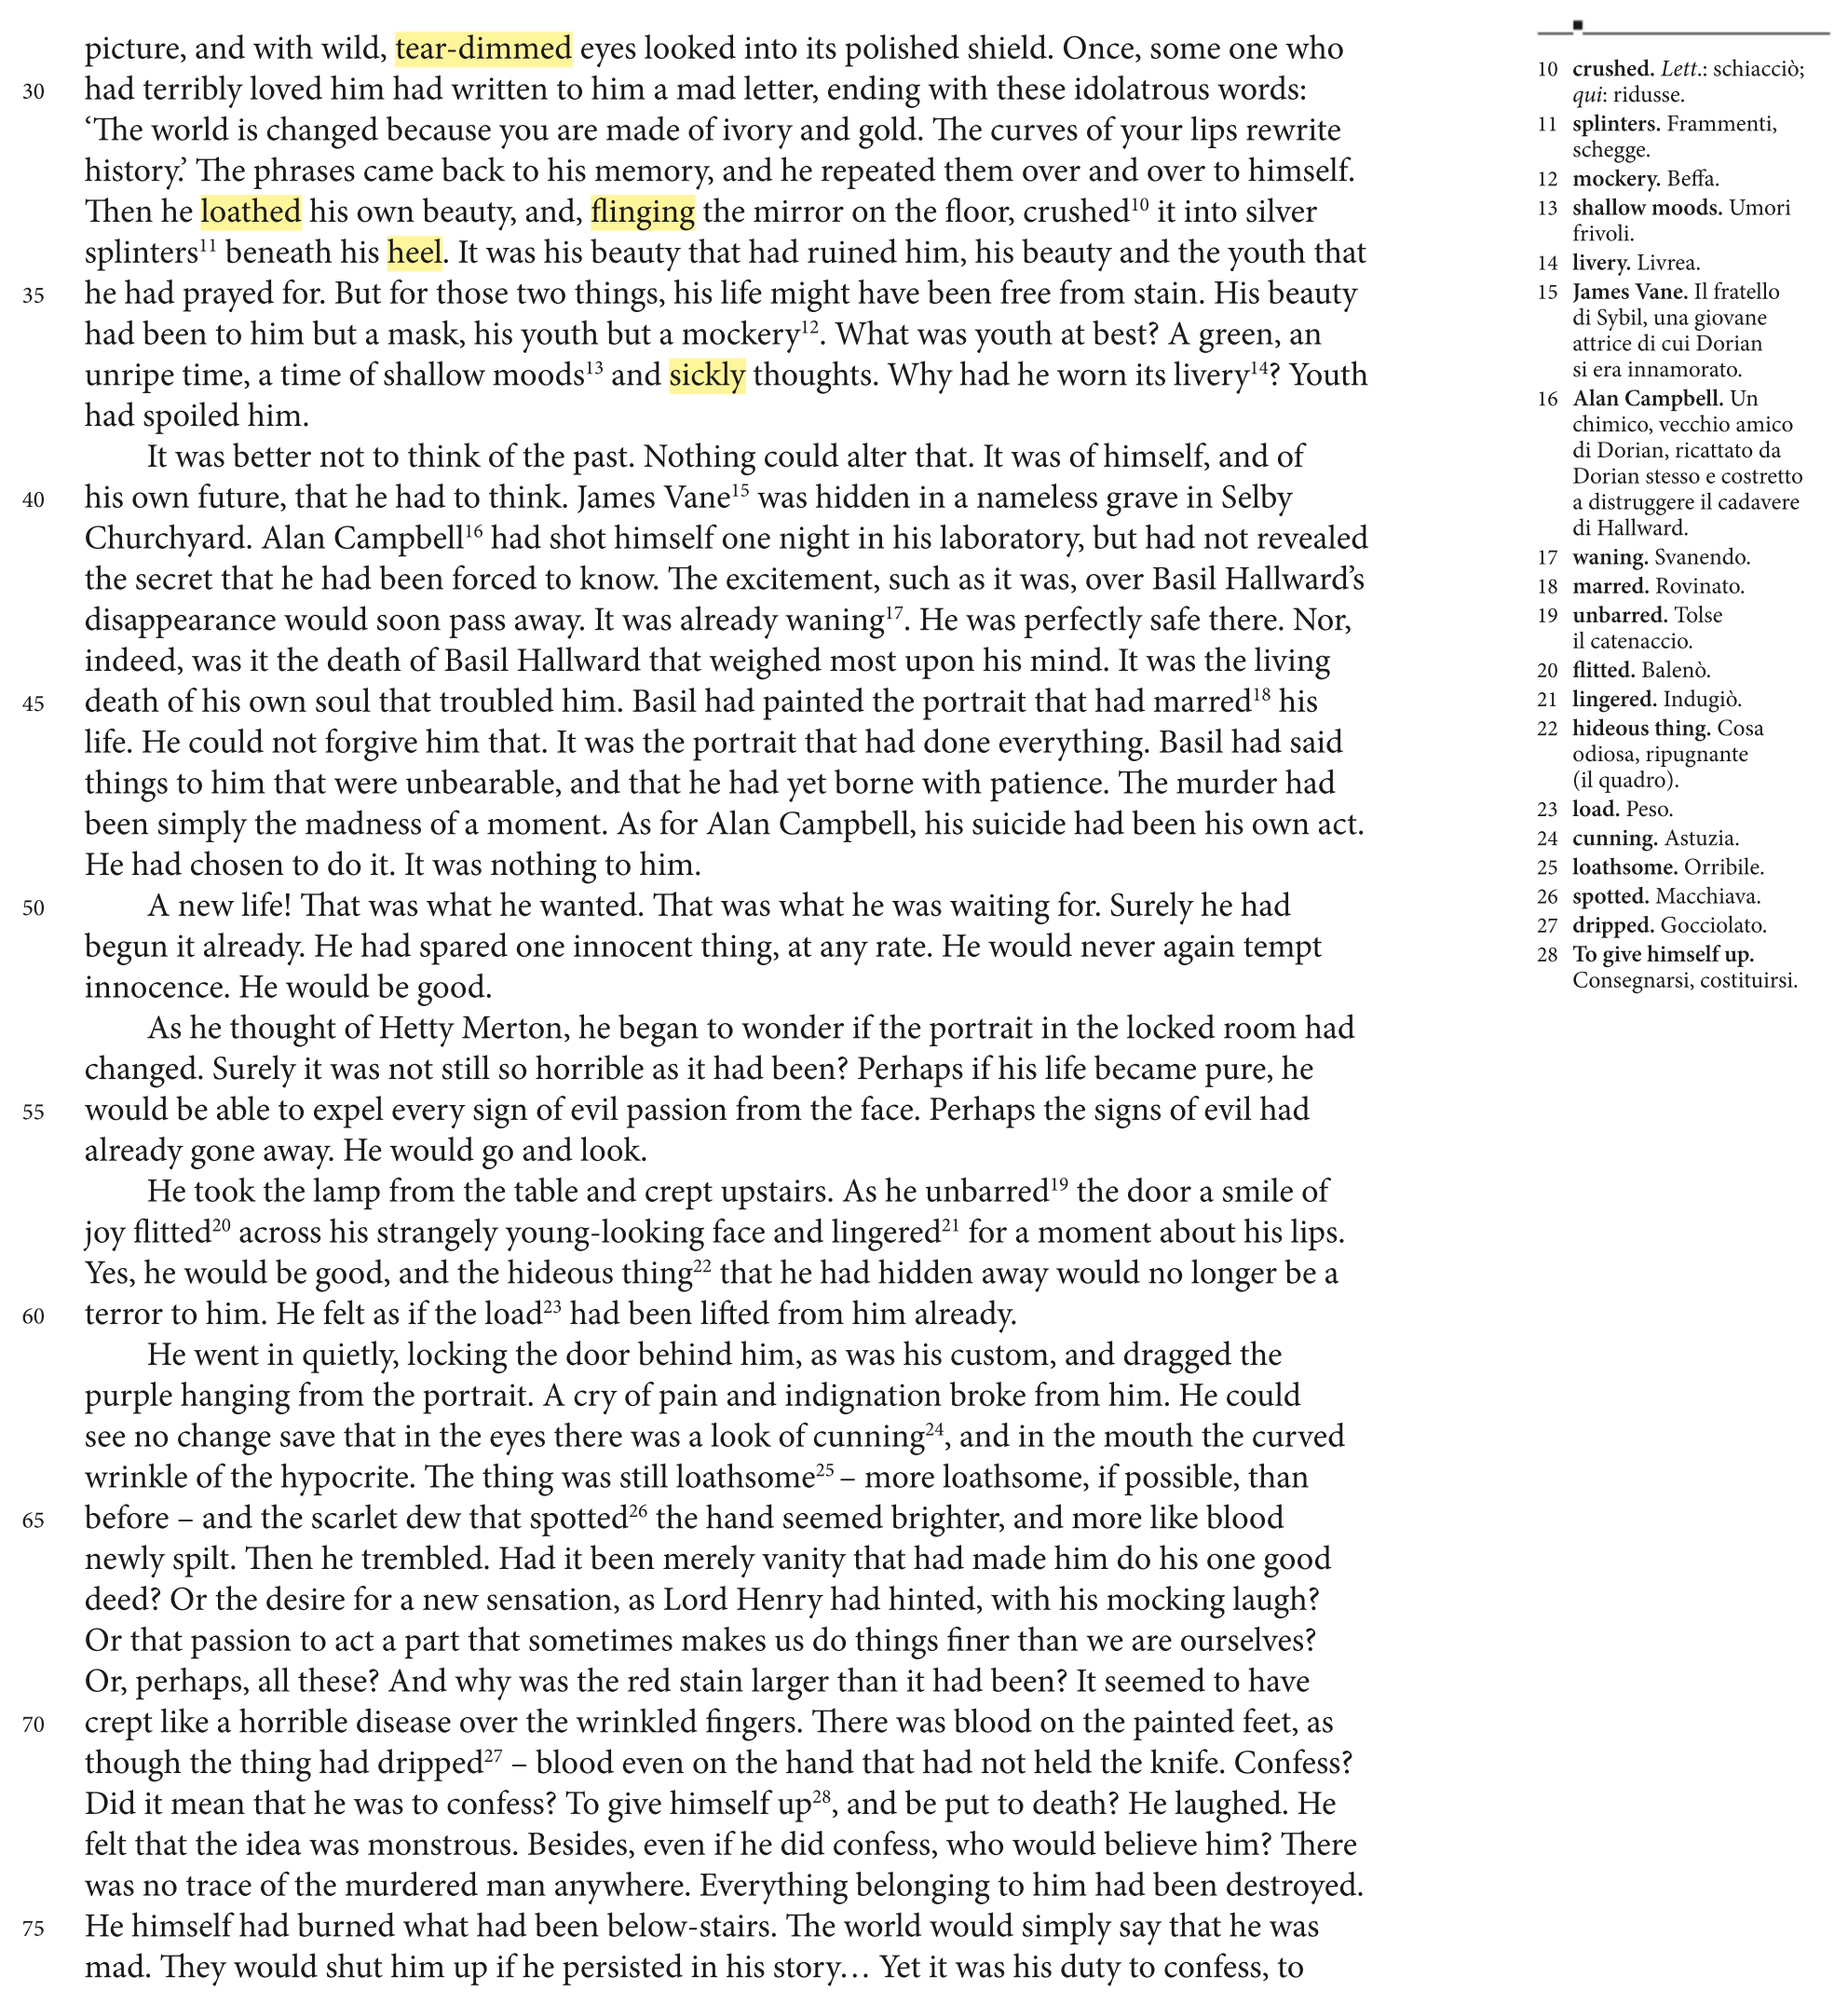 picture, and with wild, tear-dimmed eyes looked into its polished shield. Once, some one who
30 had terribly loved him had written to him a mad letter, ending with these idolatrous words:
‘The world is changed because you are made of ivory and gold. The curves of your lips rewrite
history.’ The phrases came back to his memory, and he repeated them over and over to himself.
Then he loathed his own beauty, and, flinging the mirror on the floor, crushed10 it into silver
splinters11 beneath his heel. It was his beauty that had ruined him, his beauty and the youth that
35 he had prayed for. But for those two things, his life might have been free from stain. His beauty
had been to him but a mask, his youth but a mockery12. What was youth at best? A green, an
unripe time, a time of shallow moods13 and sickly thoughts. Why had he worn its livery14? Youth
had spoiled him.
It was better not to think of the past. Nothing could alter that. It was of himself, and of
40 his own future, that he had to think. James Vane15 was hidden in a nameless grave in Selby
Churchyard. Alan Campbell16 had shot himself one night in his laboratory, but had not revealed
the secret that he had been forced to know. The excitement, such as it was, over Basil Hallward’s
disappearance would soon pass away. It was already waning17. He was perfectly safe there. Nor,
indeed, was it the death of Basil Hallward that weighed most upon his mind. It was the living
45 death of his own soul that troubled him. Basil had painted the portrait that had marred18 his
life. He could not forgive him that. It was the portrait that had done everything. Basil had said
things to him that were unbearable, and that he had yet borne with patience. The murder had
been simply the madness of a moment. As for Alan Campbell, his suicide had been his own act.
He had chosen to do it. It was nothing to him.
50 A new life! That was what he wanted. That was what he was waiting for. Surely he had
begun it already. He had spared one innocent thing, at any rate. He would never again tempt
innocence. He would be good.
As he thought of Hetty Merton, he began to wonder if the portrait in the locked room had
changed. Surely it was not still so horrible as it had been? Perhaps if his life became pure, he
55 would be able to expel every sign of evil passion from the face. Perhaps the signs of evil had
already gone away. He would go and look.
He took the lamp from the table and crept upstairs. As he unbarred19 the door a smile of
joy flitted20 across his strangely young-looking face and lingered21 for a moment about his lips.
Yes, he would be good, and the hideous thing22 that he had hidden away would no longer be a
60 terror to him. He felt as if the load23 had been lifted from him already.
He went in quietly, locking the door behind him, as was his custom, and dragged the
purple hanging from the portrait. A cry of pain and indignation broke from him. He could
see no change save that in the eyes there was a look of cunning24, and in the mouth the curved
wrinkle of the hypocrite. The thing was still loathsome25 – more loathsome, if possible, than
65 before – and the scarlet dew that spotted26 the hand seemed brighter, and more like blood
newly spilt. Then he trembled. Had it been merely vanity that had made him do his one good
deed? Or the desire for a new sensation, as Lord Henry had hinted, with his mocking laugh?
Or that passion to act a part that sometimes makes us do things finer than we are ourselves?
Or, perhaps, all these? And why was the red stain larger than it had been? It seemed to have
70 crept like a horrible disease over the wrinkled fingers. There was blood on the painted feet, as
though the thing had dripped27 – blood even on the hand that had not held the knife. Confess?
Did it mean that he was to confess? To give himself up28, and be put to death? He laughed. He
felt that the idea was monstrous. Besides, even if he did confess, who would believe him? There
was no trace of the murdered man anywhere. Everything belonging to him had been destroyed.
75 He himself had burned what had been below-stairs. The world would simply say that he was
mad. They would shut him up if he persisted in his story… Yet it was his duty to confess, to
10 crushed. Lett.: schiacciò;
qui: ridusse.
11 splinters. Frammenti,
schegge.
12 mockery. Beffa.
13 shallow moods. Umori
frivoli.
14 livery. Livrea.
15 James Vane. Il fratello
di Sybil, una giovane
attrice di cui Dorian
si era innamorato.
16 Alan Campbell. Un
chimico, vecchio amico
di Dorian, ricattato da
Dorian stesso e costretto
a distruggere il cadavere
di Hallward.
17 waning. Svanendo.
18 marred. Rovinato.
19 unbarred. Tolse
il catenaccio.
20 flitted. Balenò.
21 lingered. Indugiò.
22 hideous thing. Cosa
odiosa, ripugnante
(il quadro).
23 load. Peso.
24 cunning. Astuzia.
25 loathsome. Orribile.
26 spotted. Macchiava.
27 dripped. Gocciolato.
28 To give himself up.
Consegnarsi, costituirsi.